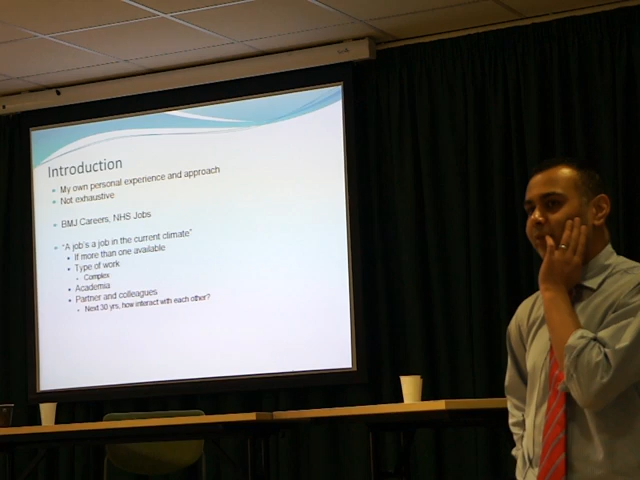 Introduction
My own personal experience and approach
Not exhaustive
BMJ Careers, NHS Jobs
"A job's a job in the current climate"
If more than one available
Type of work
Complex
Academia
Partner and colleagues
Next 30 yrs, how interact with each other?